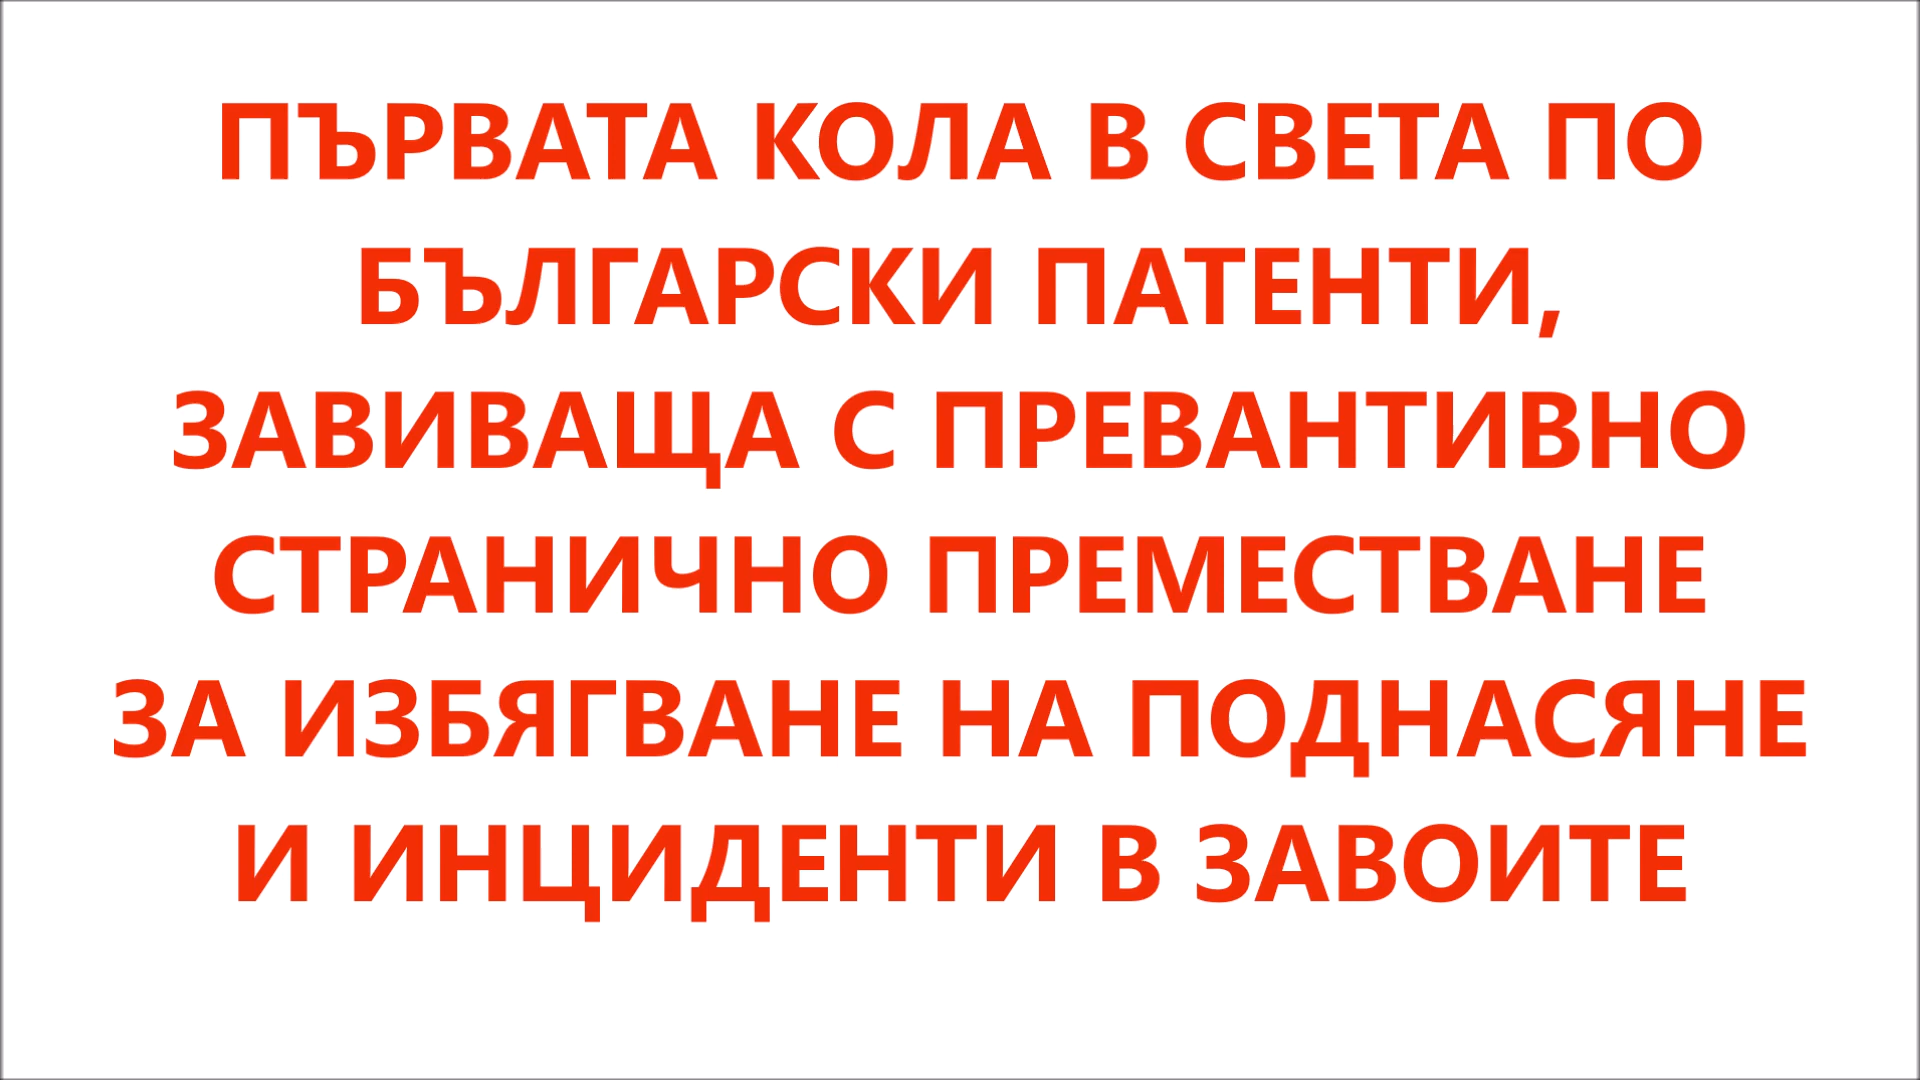 ПЪРВАТА КОЛА В СВЕТА ПО
БЪЛГАРСКИ ПАТЕНТИ,
ЗАВИВАЩА С ПРЕВАНТИВНО
СТРАНИЧНО ПРЕМЕСТВАНЕ
ЗА ИЗБЯГВАНЕ НА ПОДНАСЯНЕ
И ИНЦИДЕНТИ В ЗАВОИТЕ